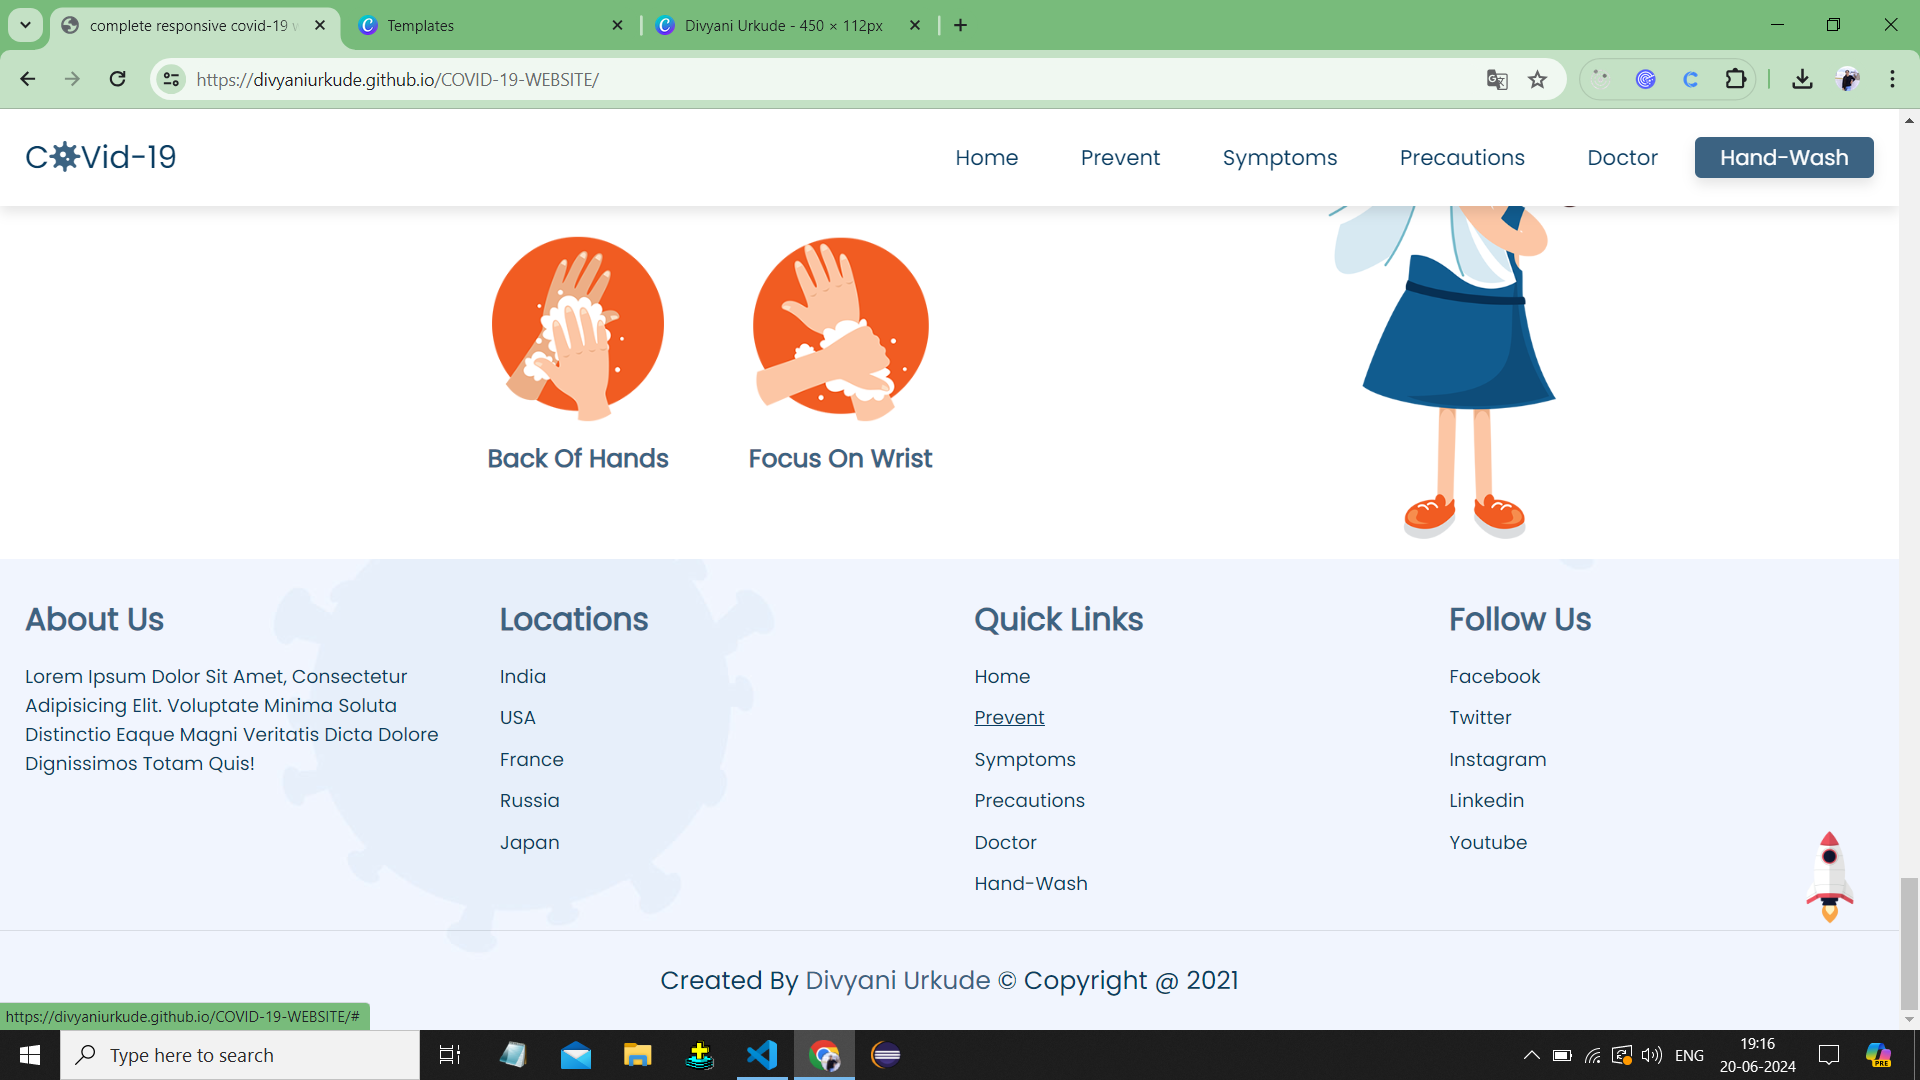 complete responsive covid-19 w
Templates
Divyani Urkude - 450 × 112px
https://divyaniurkude.github.io/COVID-19-WEBSITE/
COVid-19
Home
Prevent
Symptoms
Precautions
Doctor
Hand-Wash
Back Of Hands
Focus On Wrist
About Us
Lorem Ipsum Dolor Sit Amet, Consectetur
Adipisicing Elit. Voluptate Minima Soluta
Distinctio Eaque Magni Veritatis Dicta Dolore
Dignissimos Totam Quis!
Locations
India
USA
France
Russia
Japan
Quick Links
Home
Prevent
Symptoms
Precautions
Doctor
Hand-Wash
Follow Us
Facebook
Twitter
Instagram
Linkedin
Youtube
Created By Divyani Urkude © Copyright @ 2021
https://divyaniurkude.github.io/COVID-19-WEBSITE/#
Type here to search
ENG
19:16
20-06-2024
PRE